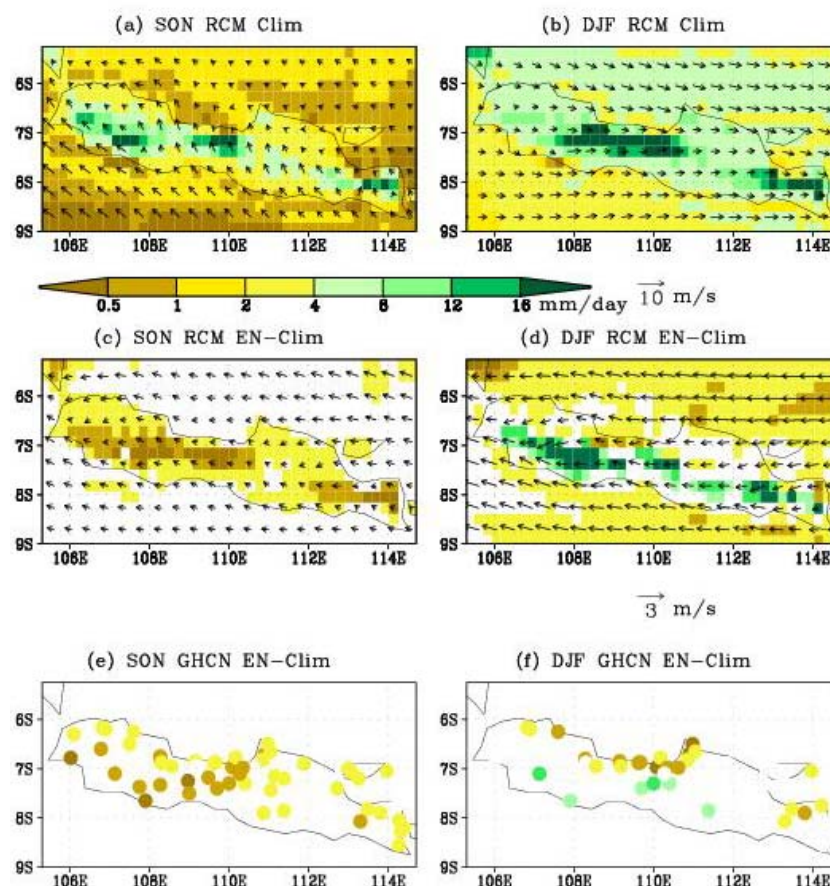 (a) SON RCM Clim
(b) DJF RCM Clim
6S
7S
8S
9S
106E 108E 110E 112E 114E
6S
7S
8S
9S
106E 108E 110E 112E 114E
0.5 1 2 4 8 12 16 mm/day
10 m/s
(c) SON RCM EN-Clim
(d) DJF RCM EN-Clim
6S
7S
8S
9S
106E 108E 110E 112E 114E
6S
7S
8S
9S
106E 108E 110E 112E 114E
3 m/s
(e) SON GHCN EN-Clim
(f) DJF GHCN EN-Clim
6S
7S
8S
9S
106E 108E 110E 112E 114E
6S
7S
8S
9S
106E 108E 110E 112E 114E